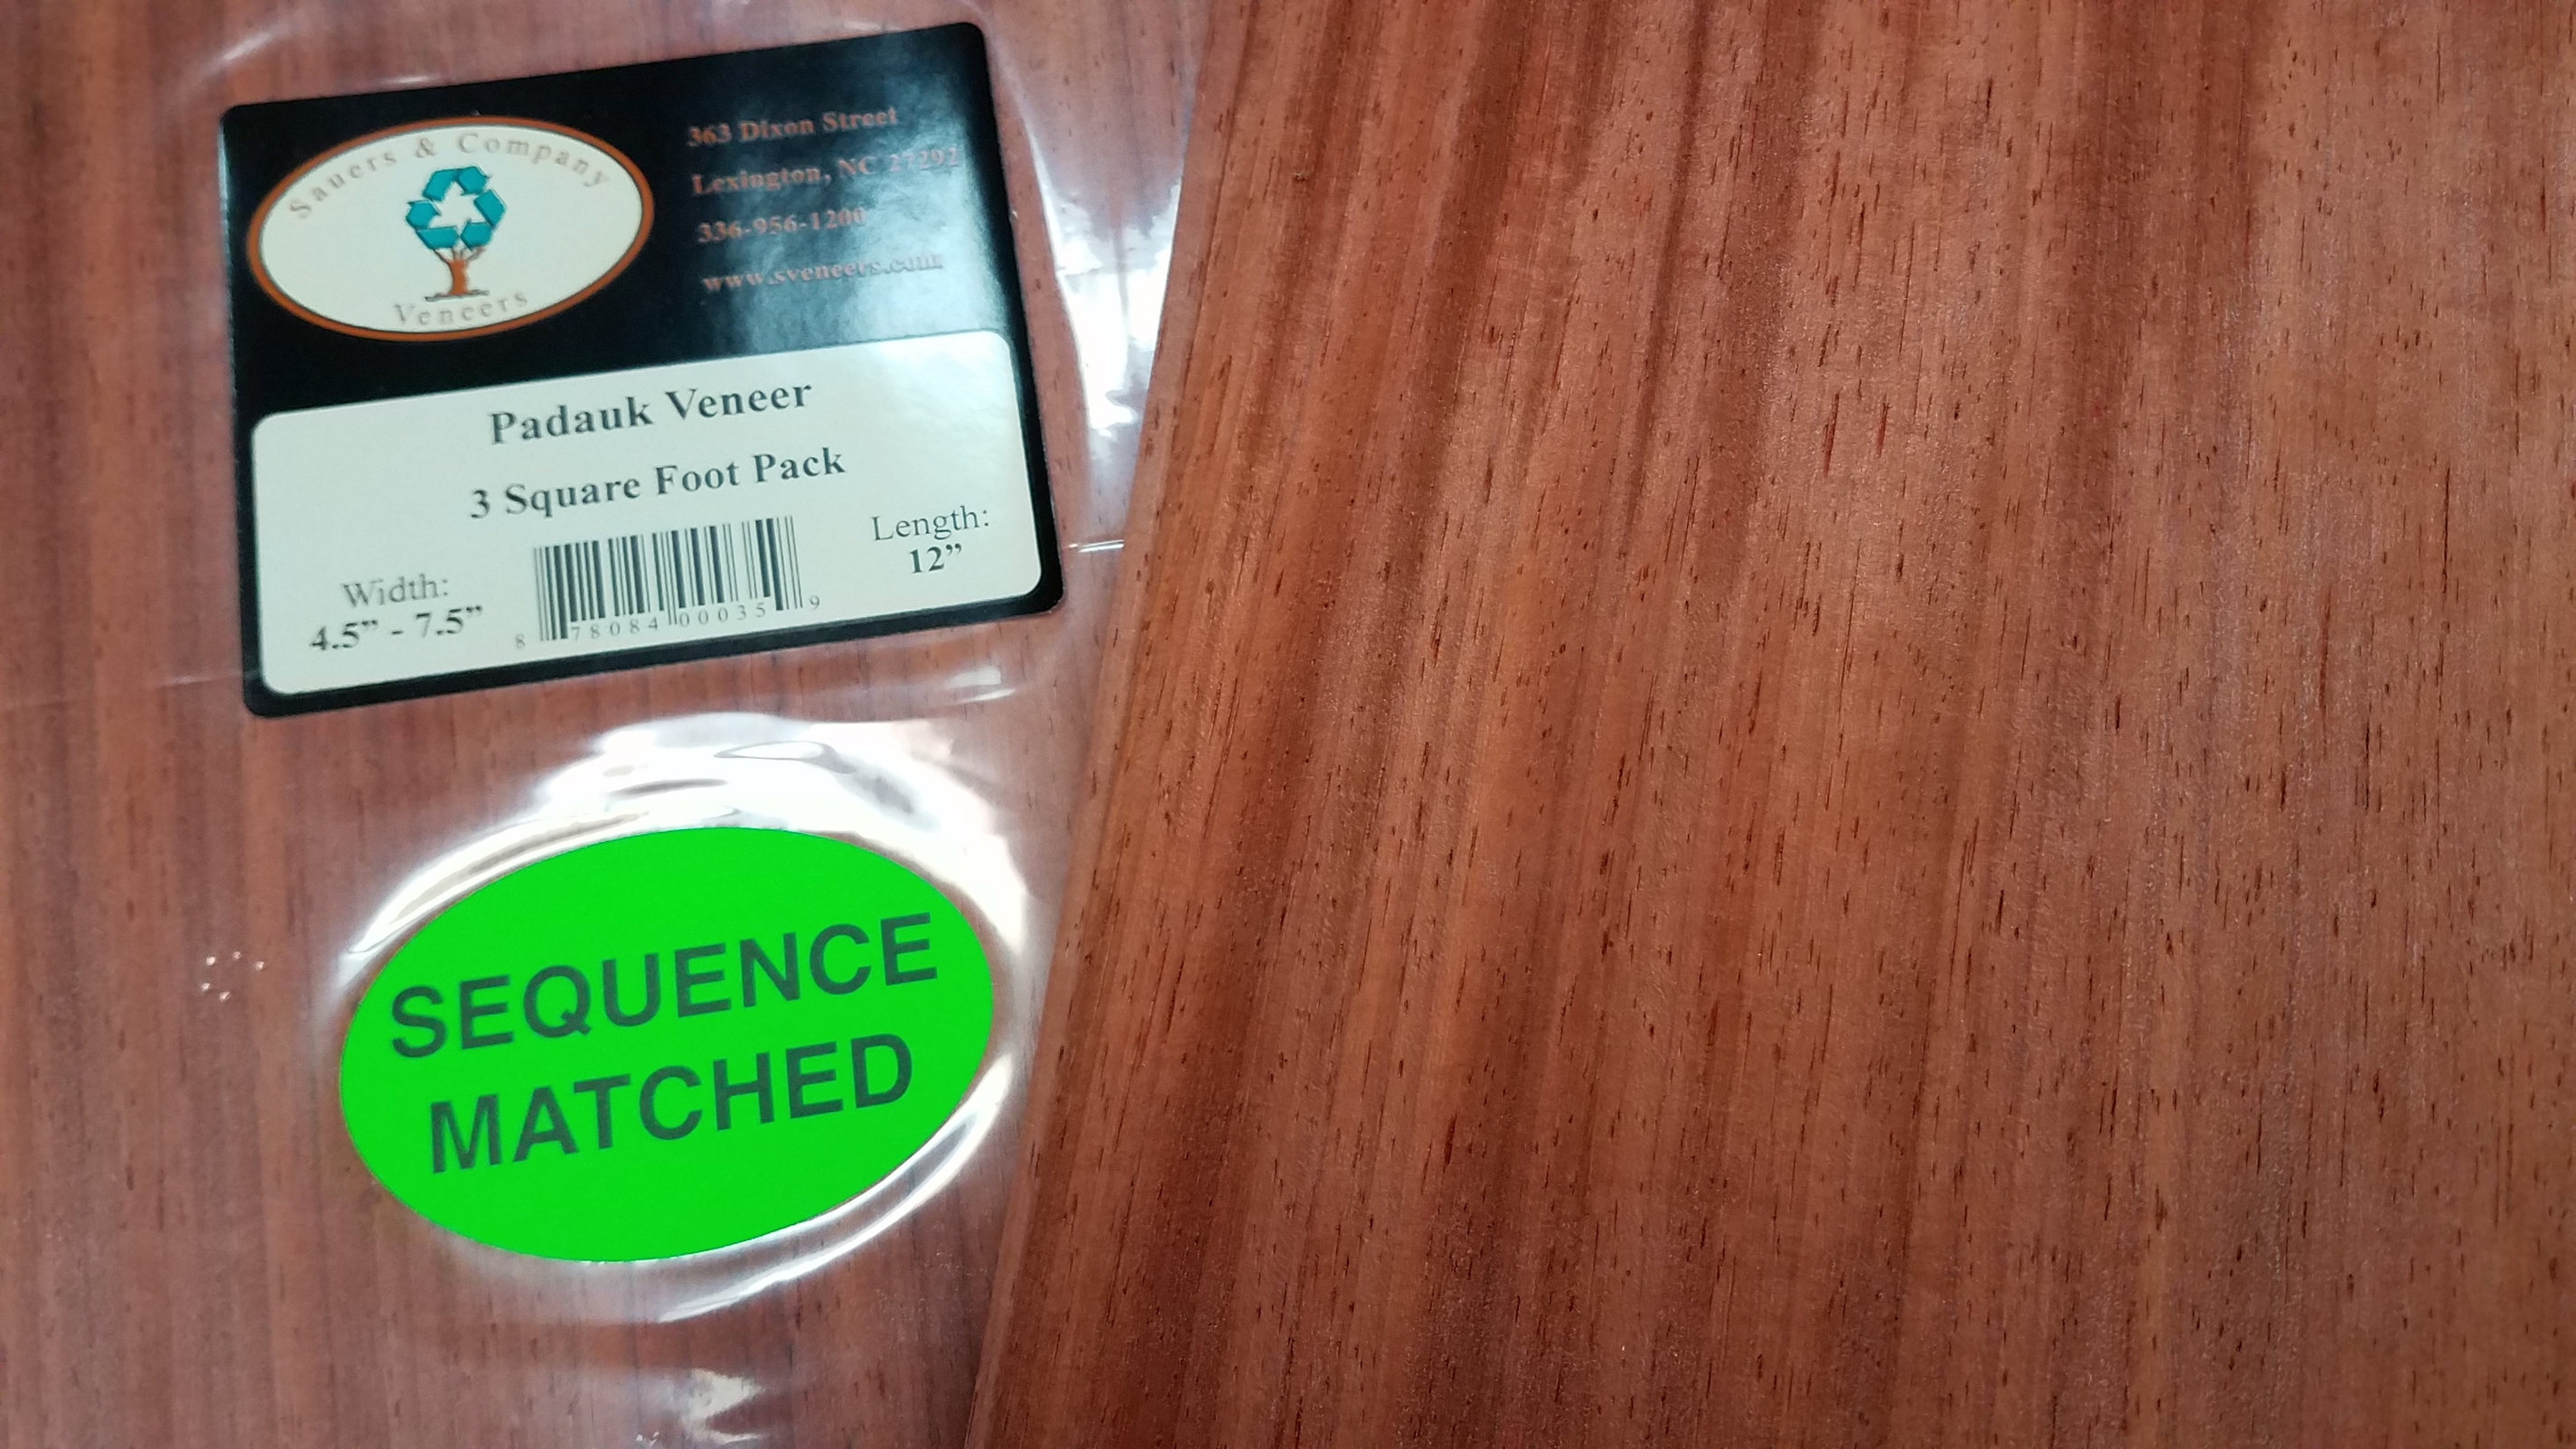 Sauers & Company
Veneers
363 Dixon Street
Lexington, NC 27292
336-956-1200
www.sveneers.com
Padauk Veneer
3 Square Foot Pack
Width:
4.5” - 7.5”
8 78084 00035 9
Length:
12”
SEQUENCE
MATCHED